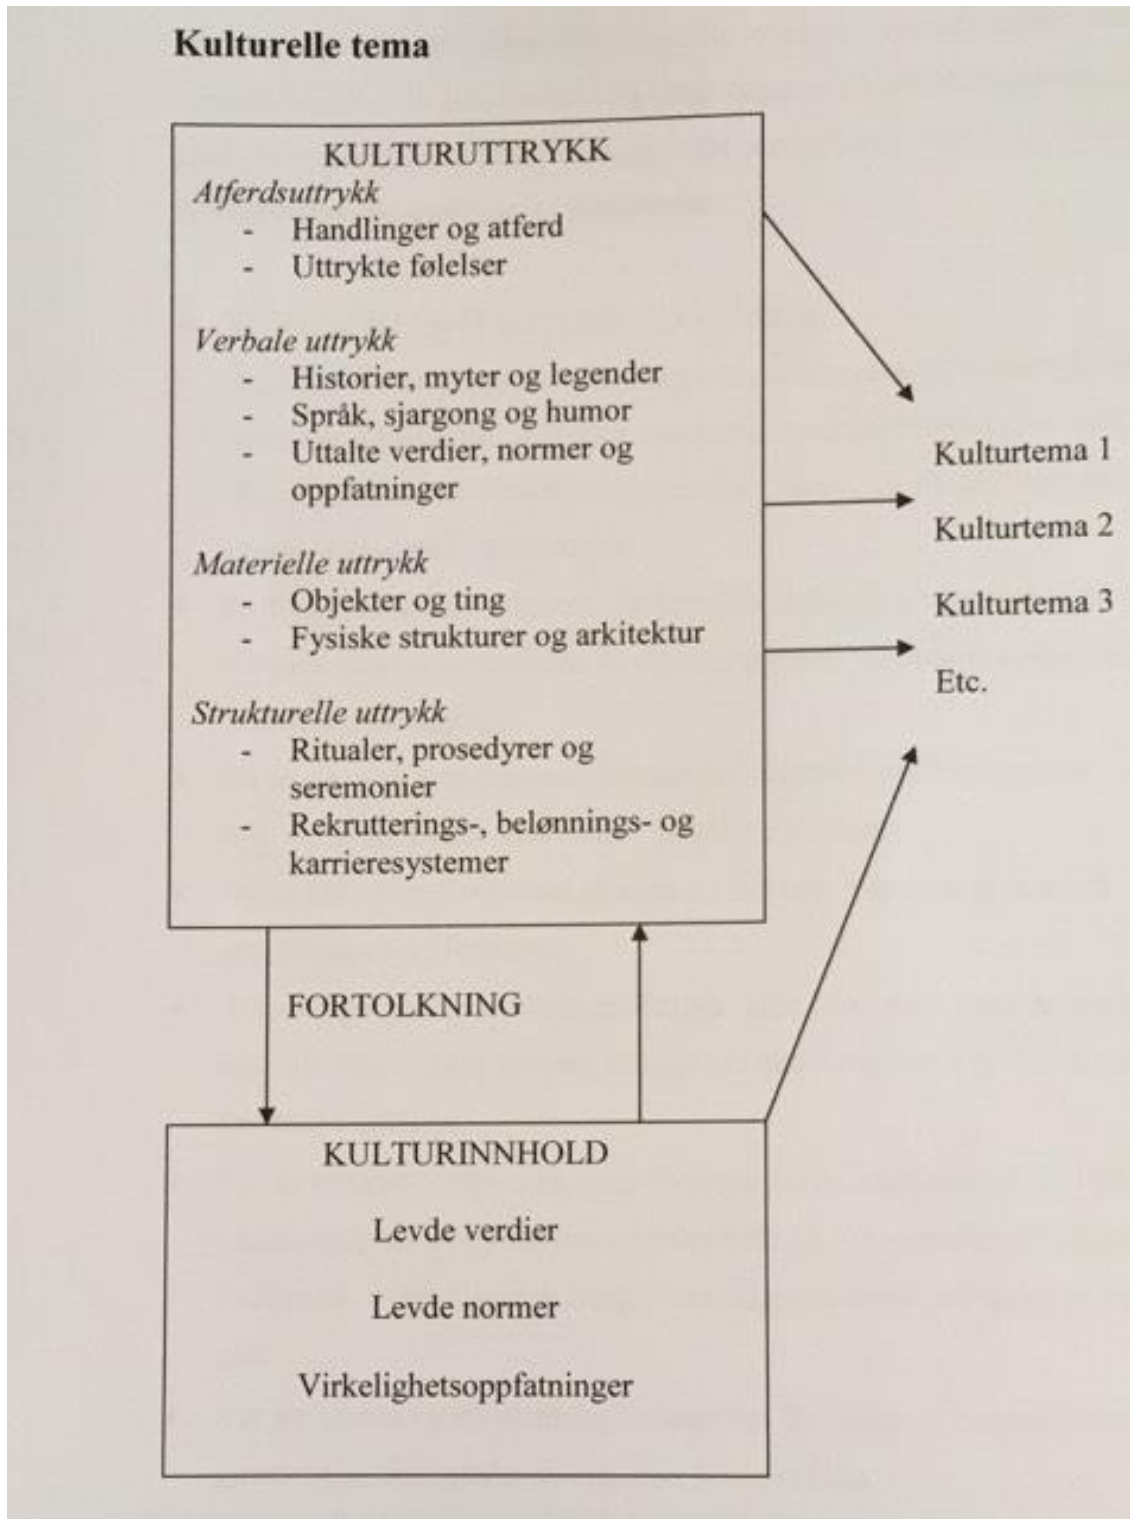 Kulturelle tema
KULTURUTTRYKK
Atferdsuttrykk
- Handlinger og atferd
- Uttrykte følelser
Verbale uttrykk
- Historier, myter og legender
- Språk, sjargong og humor
- Uttalte verdier, normer og
oppfatninger
Materielle uttrykk
- Objekter og ting
- Fysiske strukturer og arkitektur
Strukturelle uttrykk
- Ritualer, prosedyrer og
seremonier
- Rekrutterings-, belønnings- og
karrieresystemer
Kulturtema 1
Kulturtema 2
Kulturtema 3
Etc.
FORTOLKNING
KULTURINNHOLD
Levde verdier
Levde normer
Virkelighetsoppfatninger